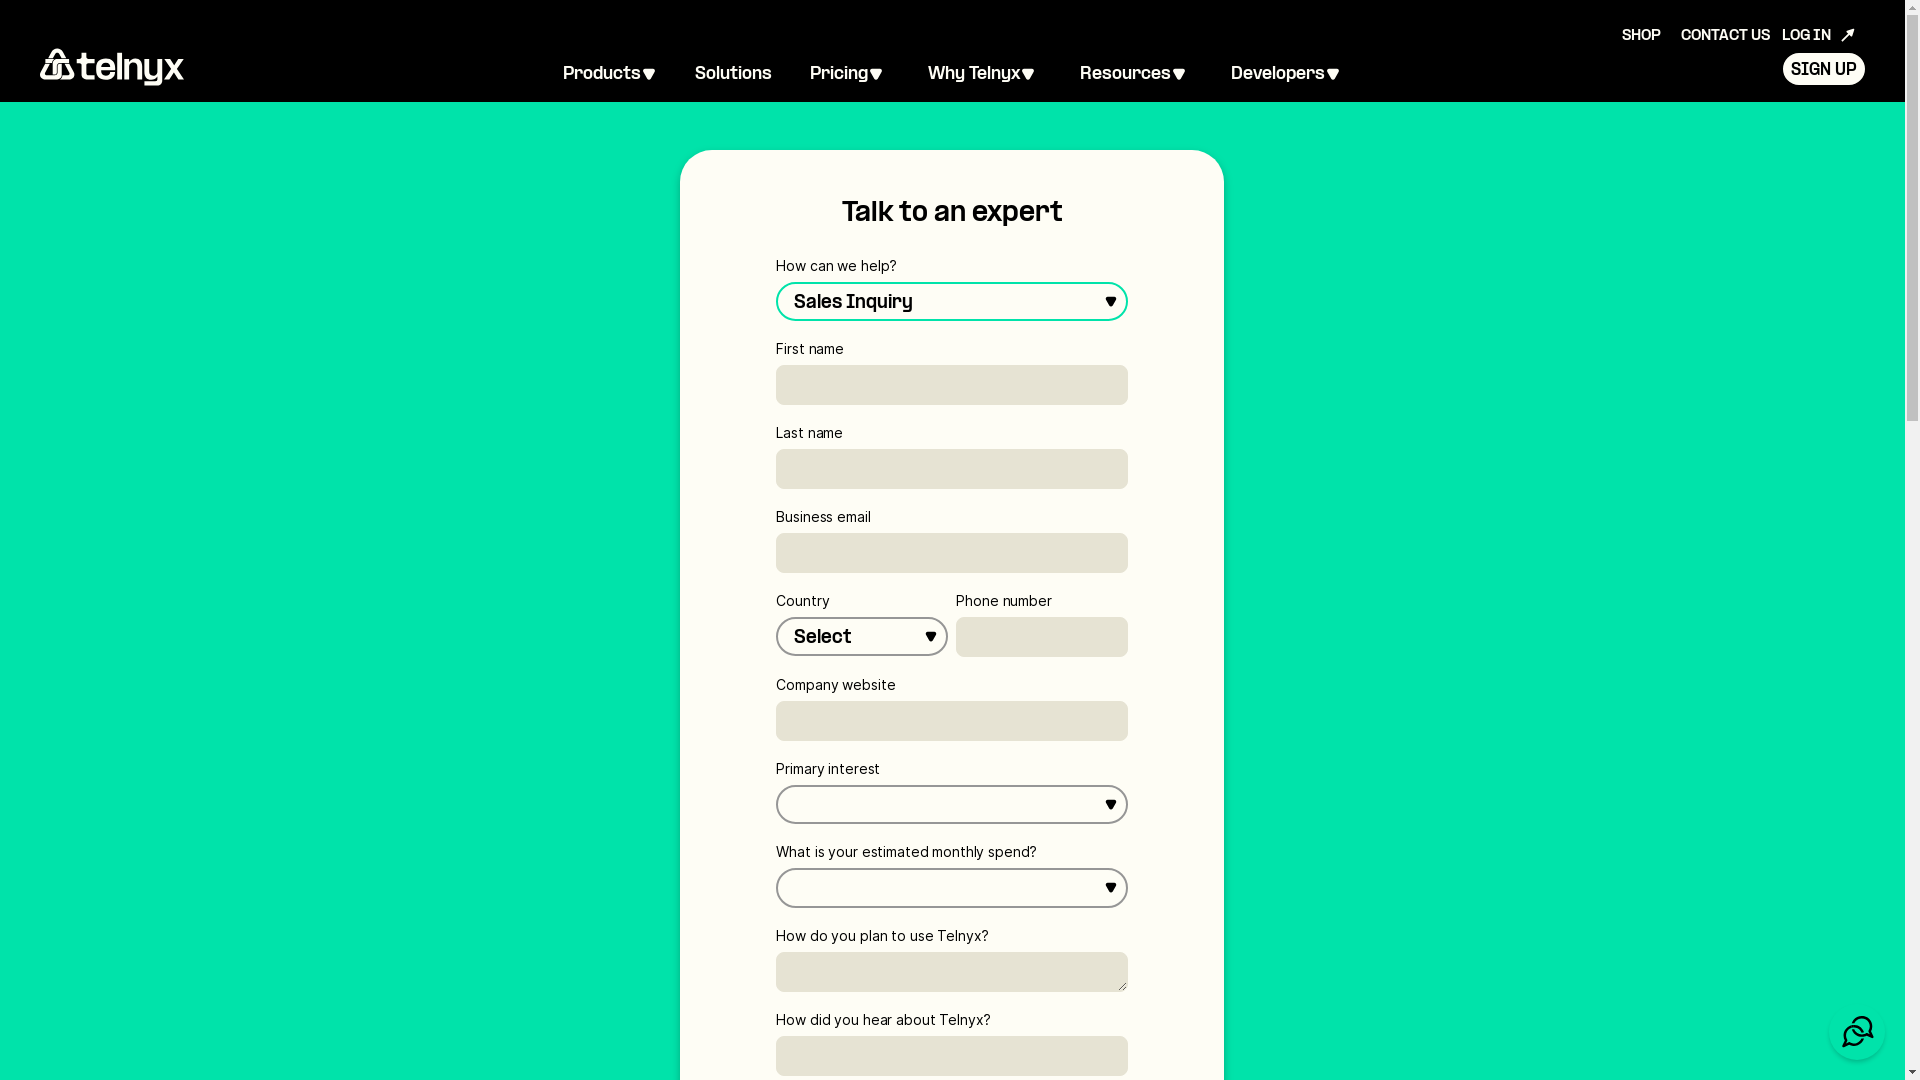 SHOP CONTACT US LOG IN
telnyx Products Solutions Pricing Why Telnyx Resources Developers SIGN UP
Talk to an expert
How can we help?
Sales Inquiry
First name
Last name
Business email
Country Phone number
Select
Company website
Primary interest
What is your estimated monthly spend?
How do you plan to use Telnyx?
How did you hear about Telnyx?